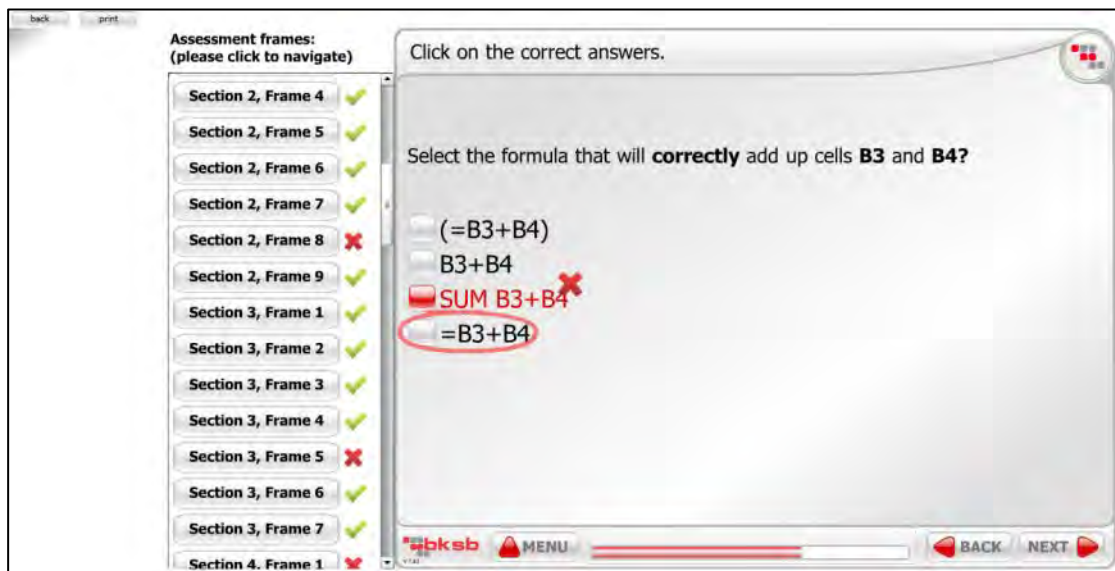 back print
Assessment frames:
(please click to navigate)
Section 2, Frame 4
Section 2, Frame 5
Section 2, Frame 6
Section 2, Frame 7
Section 2, Frame 8
Section 2, Frame 9
Section 3, Frame 1
Section 3, Frame 2
Section 3, Frame 3
Section 3, Frame 4
Section 3, Frame 5
Section 3, Frame 6
Section 3, Frame 7
Section 4, Frame 1
Click on the correct answers.
Select the formula that will correctly add up cells B3 and B4?
(=B3+B4)
B3+B4
SUM B3+B4
=B3+B4
bksb MENU BACK NEXT